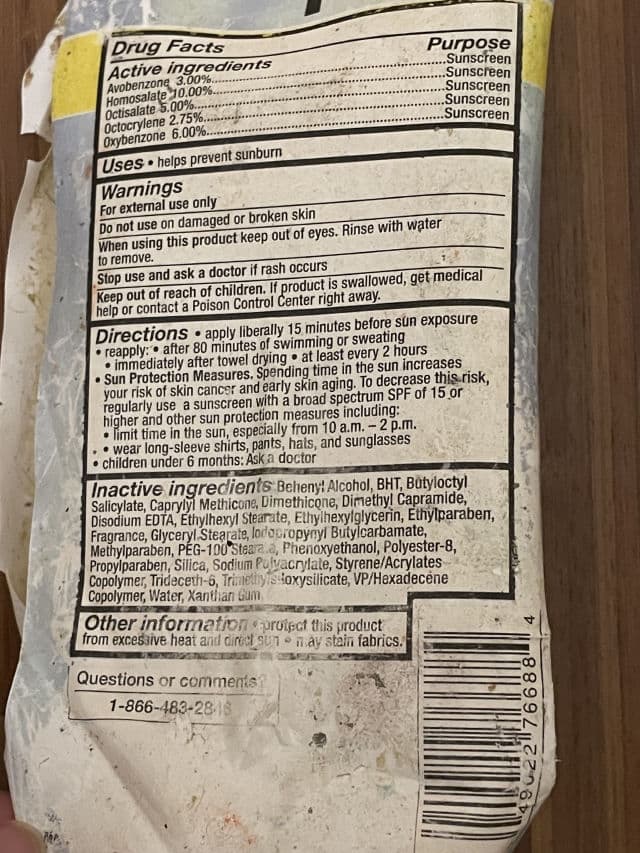 Drug Facts
Active ingredients Purpose
Avobenzone 3.00%.....Sunscreen
Homosalate 10.00%.....Sunscreen
Octisalate 5.00%.....Sunscreen
Octocrylene 2.75%.....Sunscreen
Oxybenzone 6.00%.....Sunscreen
Uses • helps prevent sunburn
Warnings
For external use only
Do not use on damaged or broken skin
When using this product keep out of eyes. Rinse with water
to remove.
Stop use and ask a doctor if rash occurs
Keep out of reach of children. If product is swallowed, get medical
help or contact a Poison Control Center right away.
Directions • apply liberally 15 minutes before sun exposure
• reapply: • after 80 minutes of swimming or sweating
• immediately after towel drying • at least every 2 hours
• Sun Protection Measures. Spending time in the sun increases
your risk of skin cancer and early skin aging. To decrease this risk,
regularly use a sunscreen with a broad spectrum SPF of 15 or
higher and other sun protection measures including:
• limit time in the sun, especially from 10 a.m. – 2 p.m.
• wear long-sleeve shirts, pants, hats, and sunglasses
• children under 6 months: Ask a doctor
Inactive ingredients Behenyl Alcohol, BHT, Butyloctyl
Salicylate, Caprylyl Methicone, Dimethicone, Dimethyl Capramide,
Disodium EDTA, Ethylhexyl Stearate, Ethylhexylglycerin, Ethylparaben,
Fragrance, Glyceryl Stearate, Iodopropynyl Butylcarbamate,
Methylparaben, PEG-100 Stearate, Phenoxyethanol, Polyester-8,
Propylparaben, Silica, Sodium Polyacrylate, Styrene/Acrylates
Copolymer, Trideceth-6, Trimethylsiloxysilicate, VP/Hexadecene
Copolymer, Water, Xanthan Gum
Other information • protect this product
from excessive heat and direct sun • may stain fabrics.
Questions or comments?
1-866-483-28
49022 76688 4